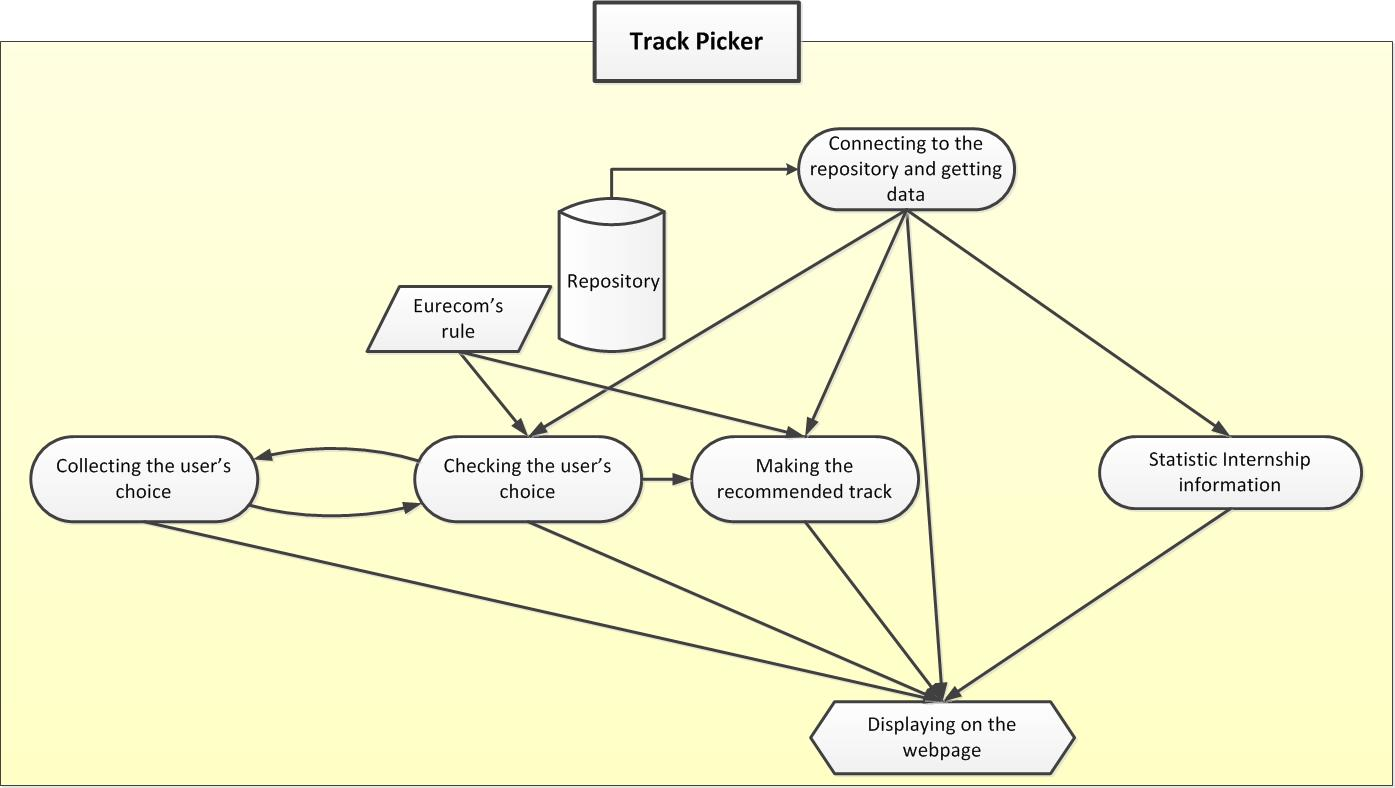 Track Picker
Connecting to the
repository and getting
data
Repository
Eurecom's
rule
Collecting the user's
choice
Checking the user's
choice
Making the
recommended track
Statistic Internship
information
Displaying on the
webpage